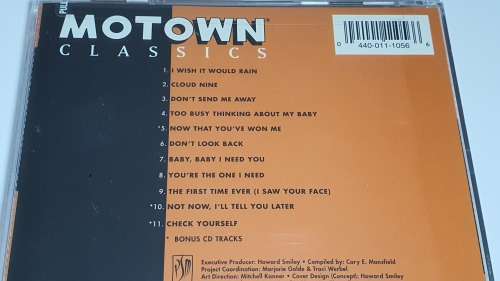 PULL
MOTOWN
CLASSICS
0 440-011-1056 6
1. I WISH IT WOULD RAIN
2. CLOUD NINE
3. DON'T SEND ME AWAY
4. TOO BUSY THINKING ABOUT MY BABY
*5. NOW THAT YOU'VE WON ME
6. DON'T LOOK BACK
7. BABY, BABY I NEED YOU
8. YOU'RE THE ONE I NEED
9. THE FIRST TIME EVER (I SAW YOUR FACE)
*10. NOT NOW, I'LL TELL YOU LATER
*11. CHECK YOURSELF
* BONUS CD TRACKS
Executive Producer: Howard Smiley • Compiled by: Cary E. Mansfield
Project Coordination: Marjorie Galde & Traci Werbel
Art Direction: Mitchell Kanner • Cover Design (Concept): Howard Smiley